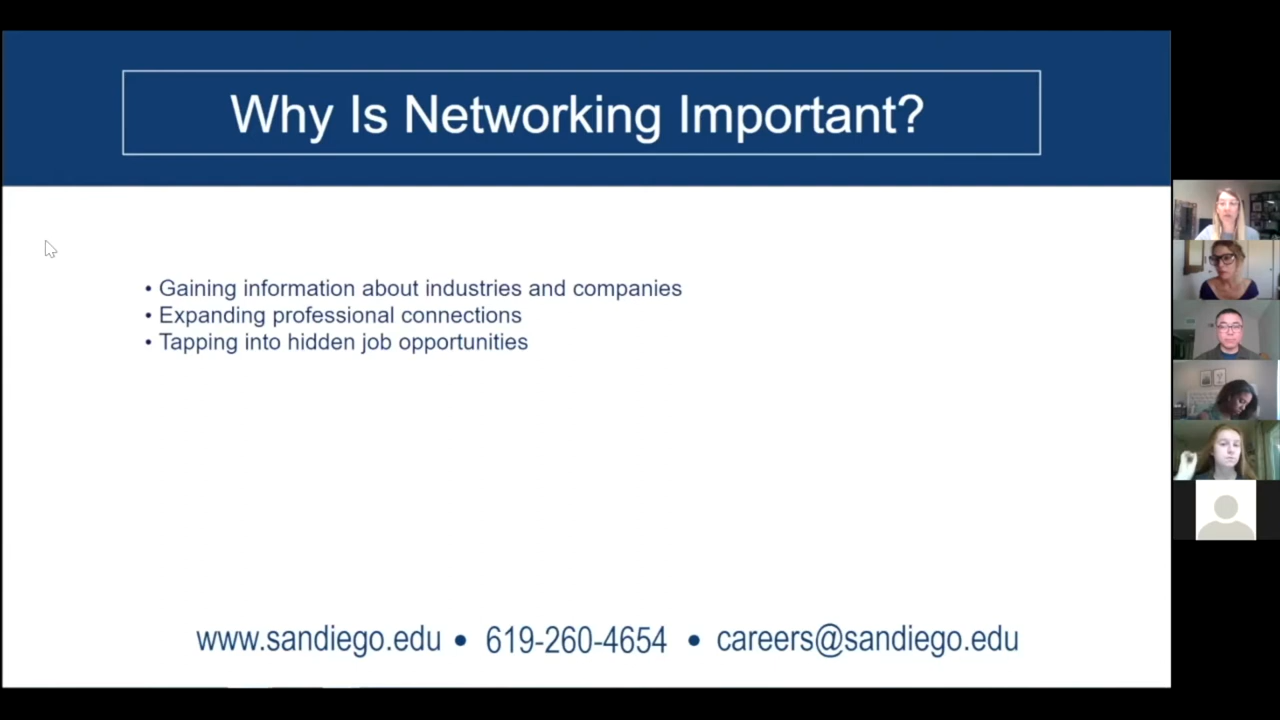 Why Is Networking Important?
• Gaining information about industries and companies
• Expanding professional connections
• Tapping into hidden job opportunities
www.sandiego.edu • 619-260-4654 • careers@sandiego.edu